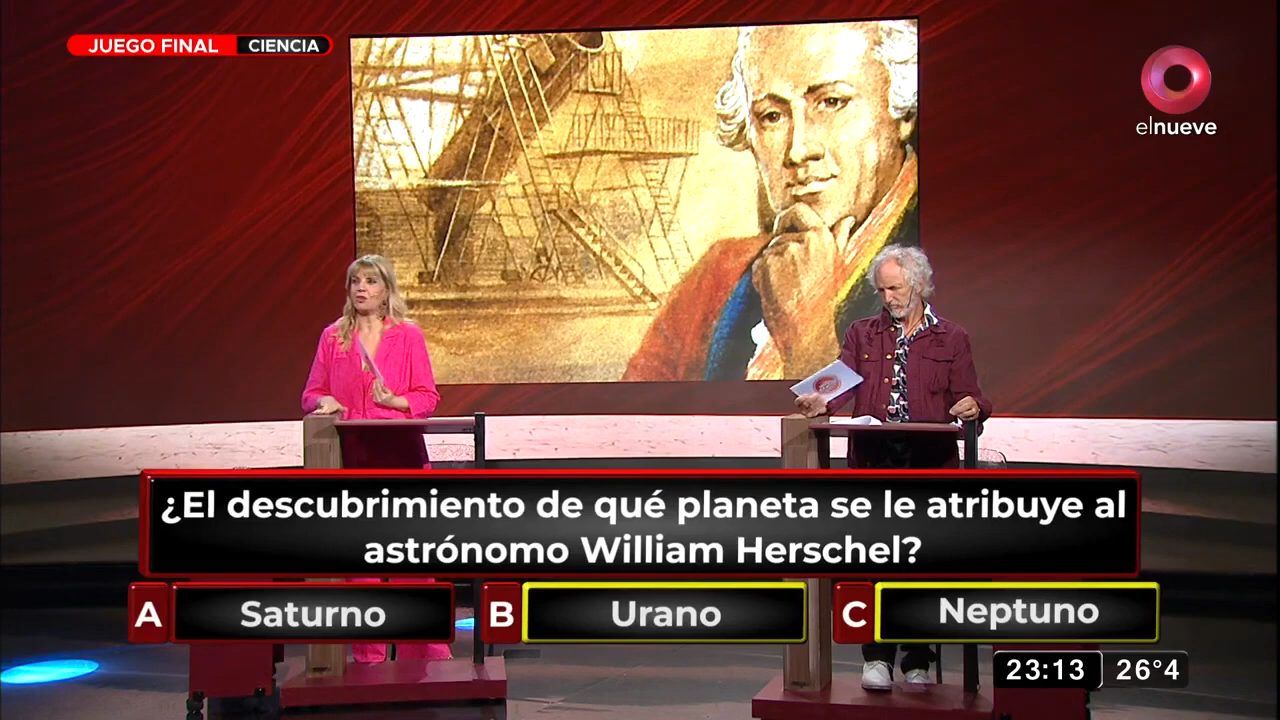 JUEGO FINAL CIENCIA
elnueve
¿El descubrimiento de qué planeta se le atribuye al
astrónomo William Herschel?
A Saturno B Urano C Neptuno
23:13 26°4